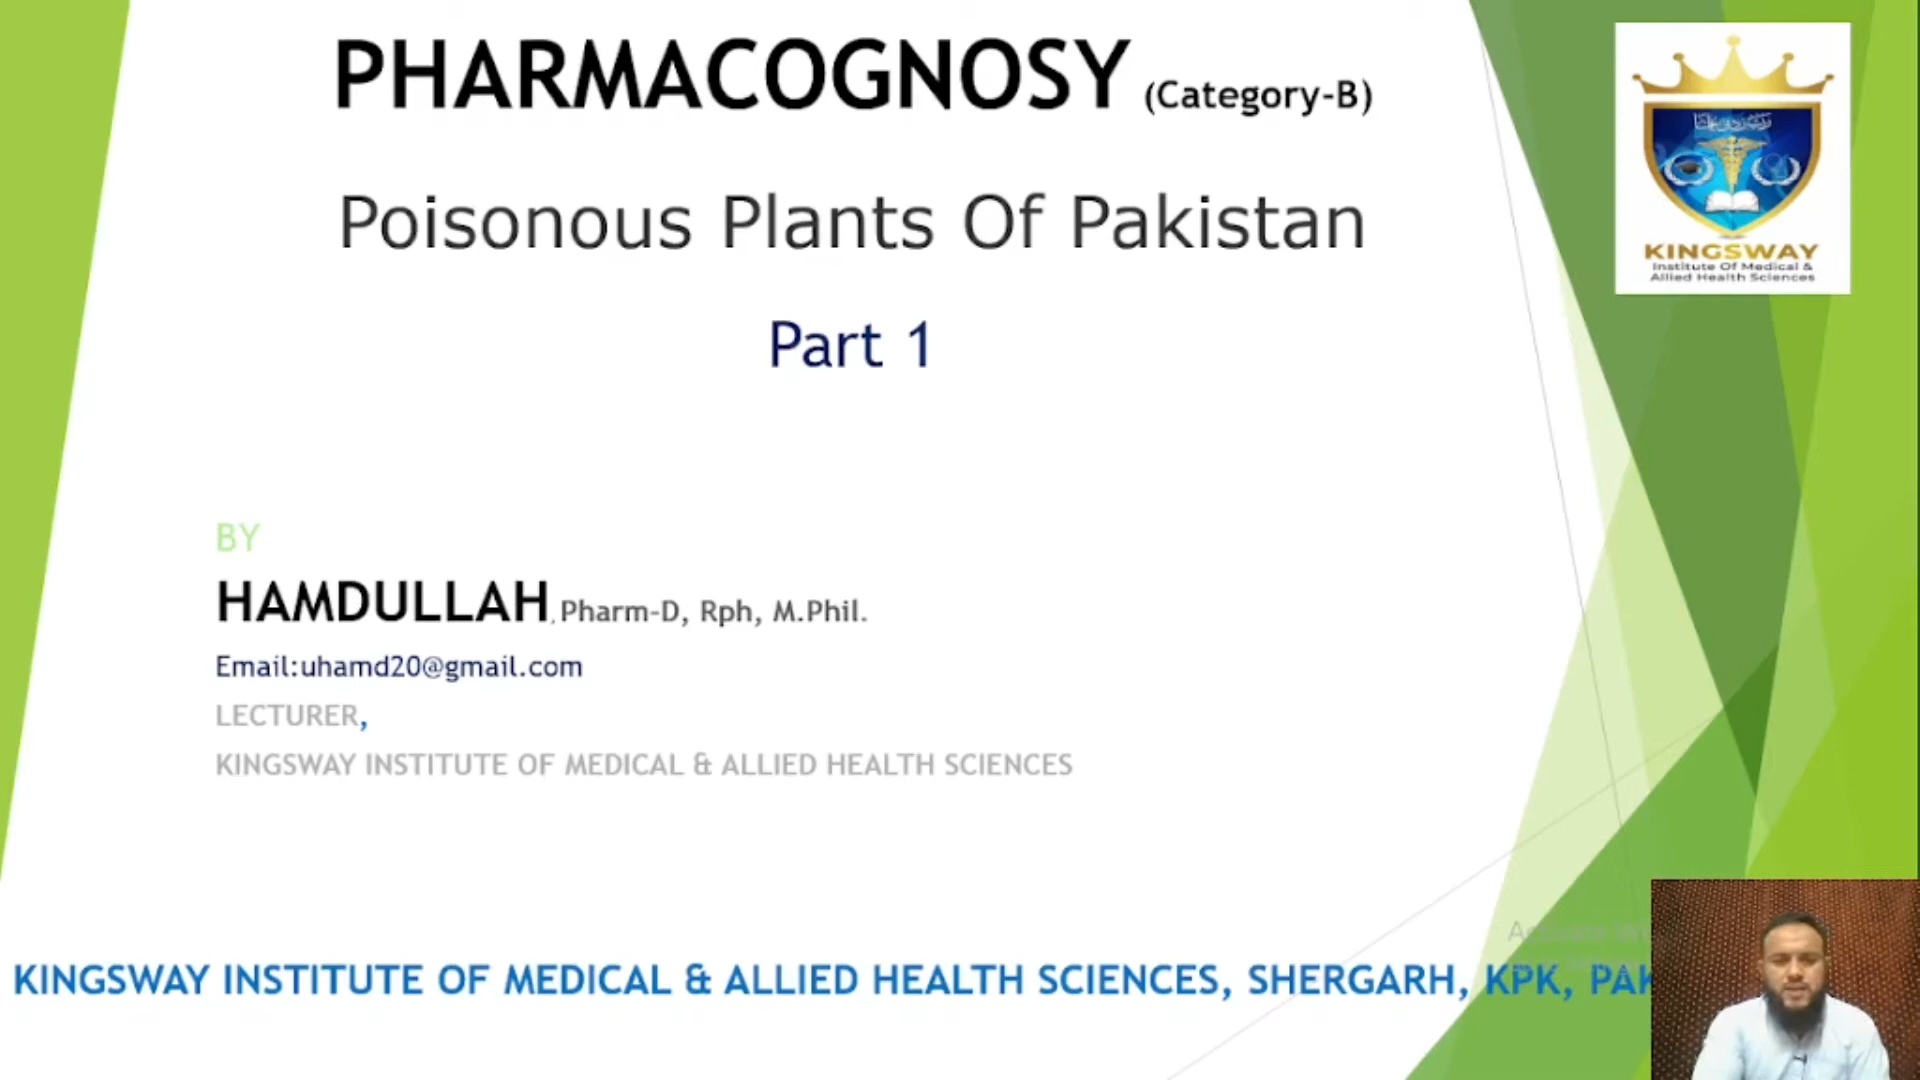 PHARMACOGNOSY (Category-B)
Poisonous Plants Of Pakistan
Part 1
KINGSWAY
Institute Of Medical &
Allied Health Sciences
BY
HAMDULLAH, Pharm-D, Rph, M.Phil.
Email:uhamd20@gmail.com
LECTURER,
KINGSWAY INSTITUTE OF MEDICAL & ALLIED HEALTH SCIENCES
KINGSWAY INSTITUTE OF MEDICAL & ALLIED HEALTH SCIENCES, SHERGARH, KPK, PAK